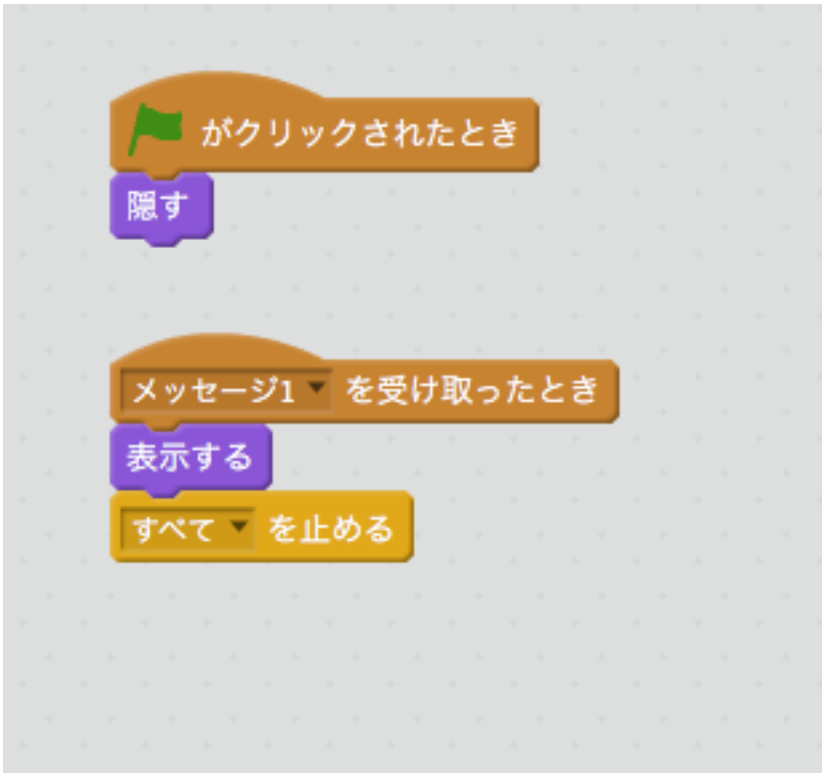 がクリックされたとき
隠す
メッセージ1 を受け取ったとき
表示する
すべて を止める